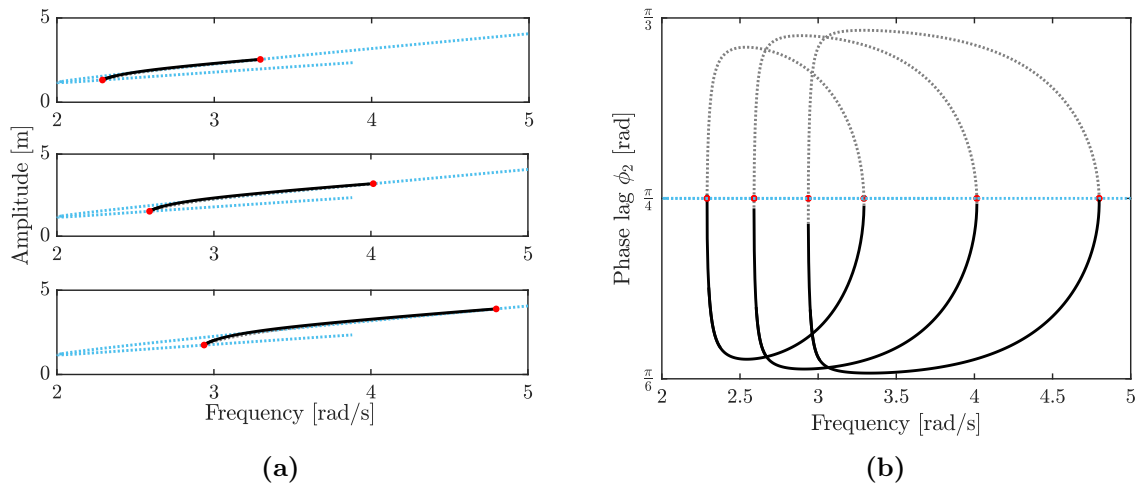 5
0
2 3 4 5
5
0
2 3 4 5
5
0
2 3 4 5
Amplitude [m]
Frequency [rad/s]
(a)
π/3
π/4
π/6
Phase lag ϕ₂ [rad]
2 2.5 3 3.5 4 4.5 5
Frequency [rad/s]
(b)